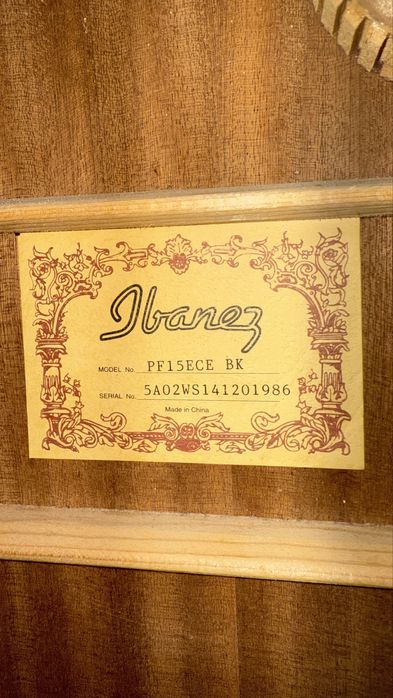 Ibanez
MODEL No. PF15ECE BK
SERIAL No. 5A02WS141201986
Made in China